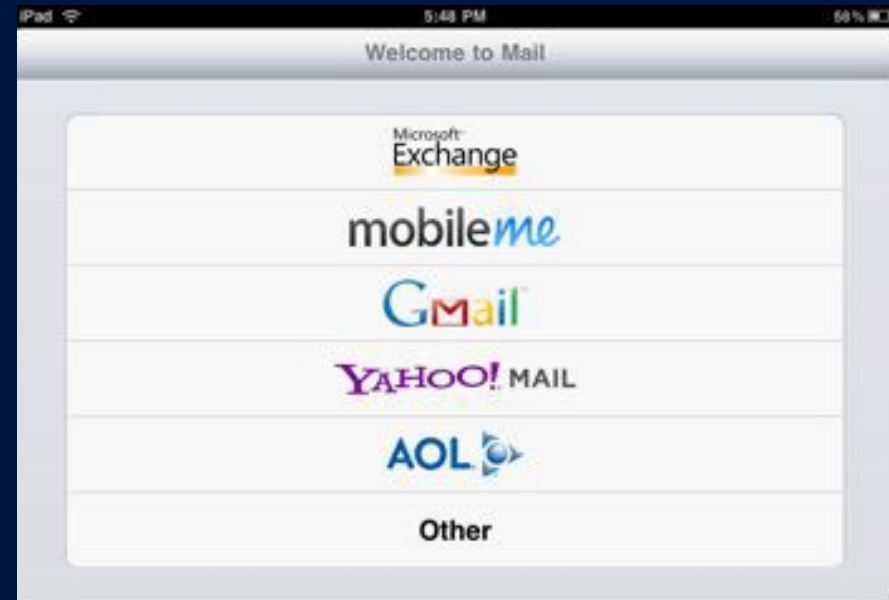 iPad 5:48 PM 58%
Welcome to Mail
Microsoft
Exchange
mobileme
Gmail
YAHOO! MAIL
AOL
Other